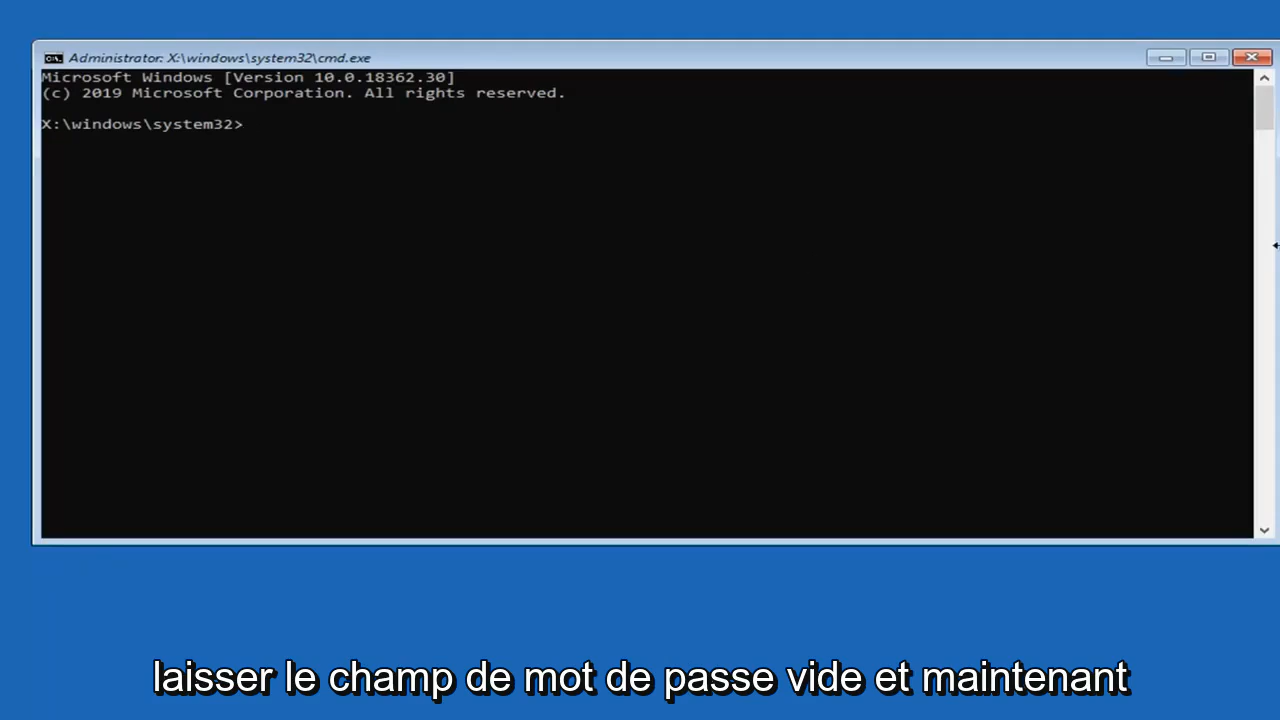 Administrator: X:\windows\system32\cmd.exe
Microsoft Windows [Version 10.0.18362.30]
(c) 2019 Microsoft Corporation. All rights reserved.
X:\windows\system32>
laisser le champ de mot de passe vide et maintenant